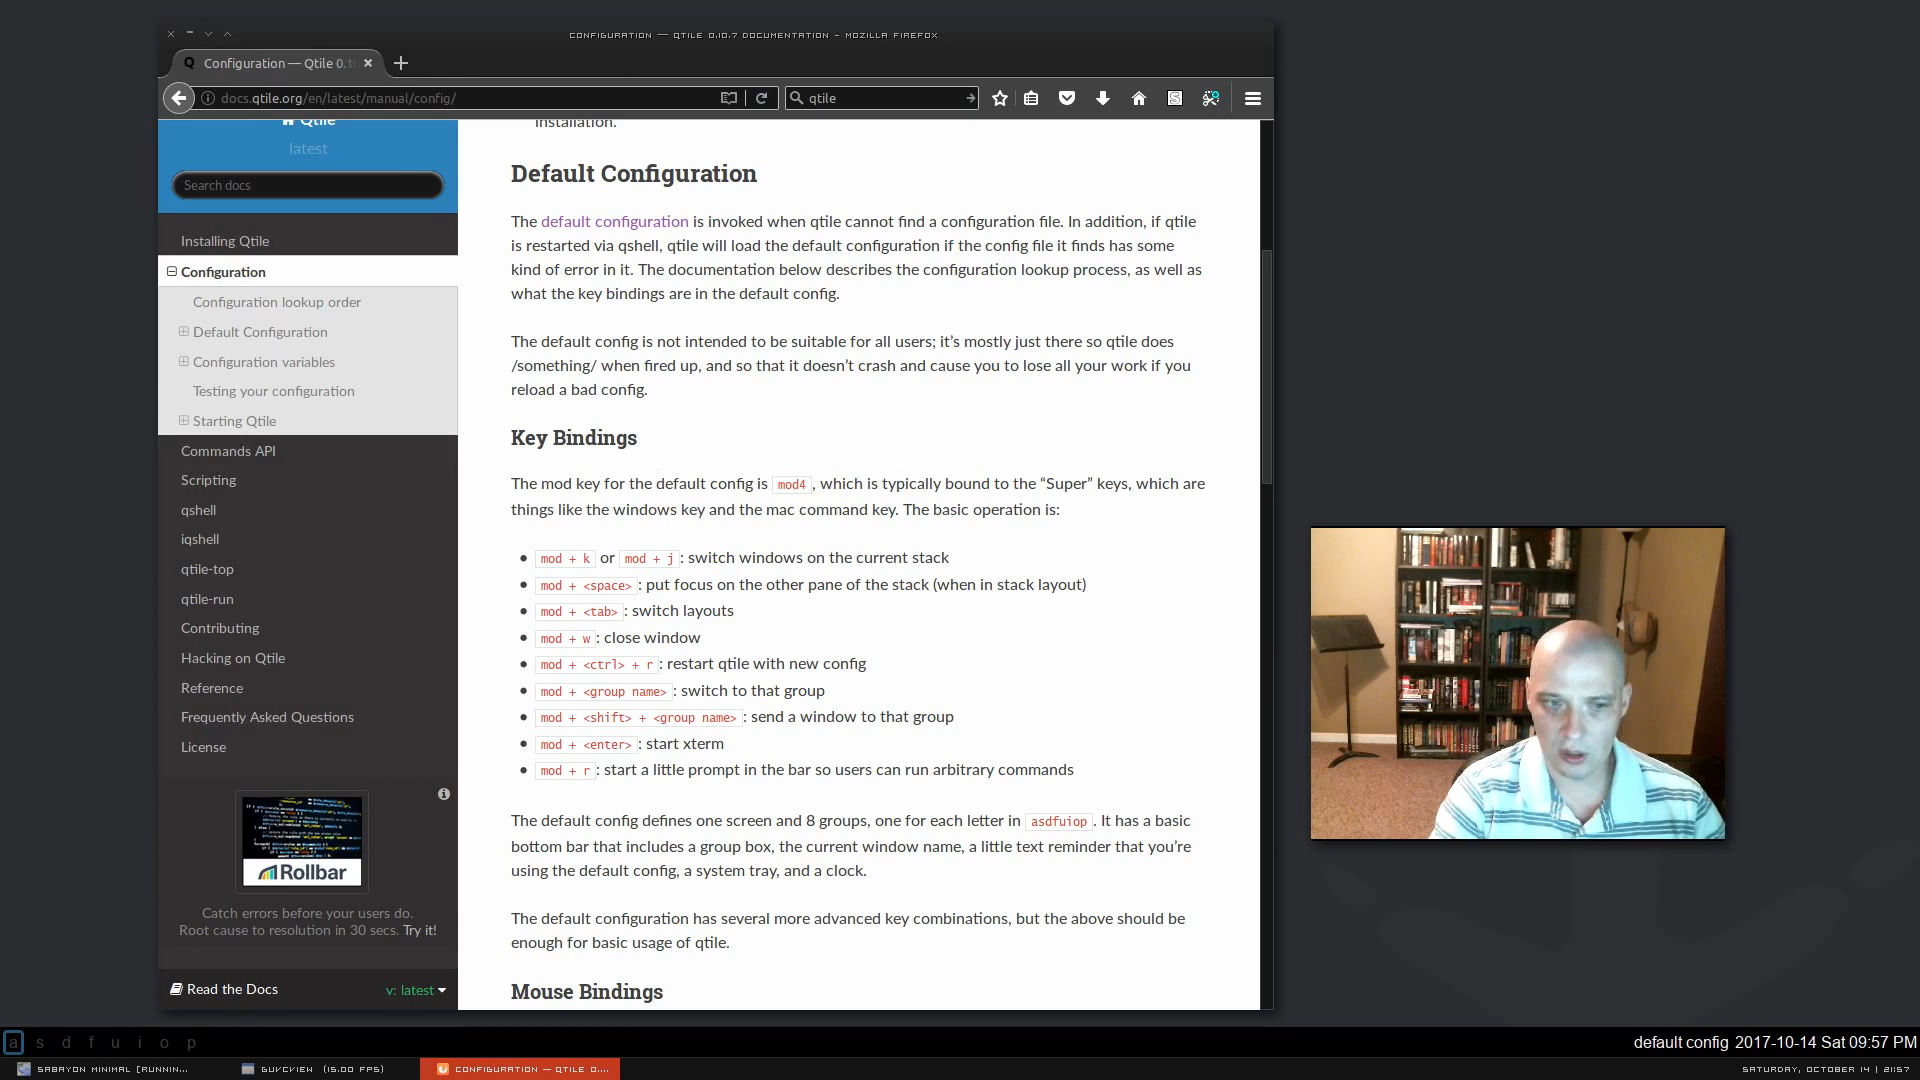 CONFIGURATION — QTILE 0.10.7 DOCUMENTATION - MOZILLA FIREFOX
Configuration — Qtile 0.1
docs.qtile.org/en/latest/manual/config/
qtile
Qtile
latest
Search docs
Installing Qtile
Configuration
Configuration lookup order
Default Configuration
Configuration variables
Testing your configuration
Starting Qtile
Commands API
Scripting
qshell
iqshell
qtile-top
qtile-run
Contributing
Hacking on Qtile
Reference
Frequently Asked Questions
License
Rollbar
Catch errors before your users do.
Root cause to resolution in 30 secs. Try it!
Read the Docs
v: latest
installation.
Default Configuration
The default configuration is invoked when qtile cannot find a configuration file. In addition, if qtile
is restarted via qshell, qtile will load the default configuration if the config file it finds has some
kind of error in it. The documentation below describes the configuration lookup process, as well as
what the key bindings are in the default config.
The default config is not intended to be suitable for all users; it’s mostly just there so qtile does
/something/ when fired up, and so that it doesn’t crash and cause you to lose all your work if you
reload a bad config.
Key Bindings
The mod key for the default config is mod4, which is typically bound to the “Super” keys, which are
things like the windows key and the mac command key. The basic operation is:
• mod + k or mod + j: switch windows on the current stack
• mod + <space>: put focus on the other pane of the stack (when in stack layout)
• mod + <tab>: switch layouts
• mod + w: close window
• mod + <ctrl> + r: restart qtile with new config
• mod + <group name>: switch to that group
• mod + <shift> + <group name>: send a window to that group
• mod + <enter>: start xterm
• mod + r: start a little prompt in the bar so users can run arbitrary commands
The default config defines one screen and 8 groups, one for each letter in asdfuiop. It has a basic
bottom bar that includes a group box, the current window name, a little text reminder that you’re
using the default config, a system tray, and a clock.
The default configuration has several more advanced key combinations, but the above should be
enough for basic usage of qtile.
Mouse Bindings
a s d f u i o p
default config 2017-10-14 Sat 09:57 PM
SABAYON MINIMAL [RUNNIN...
GUVCVIEW (15.00 FPS)
CONFIGURATION — QTILE 0....
SATURDAY, OCTOBER 14 | 21:57